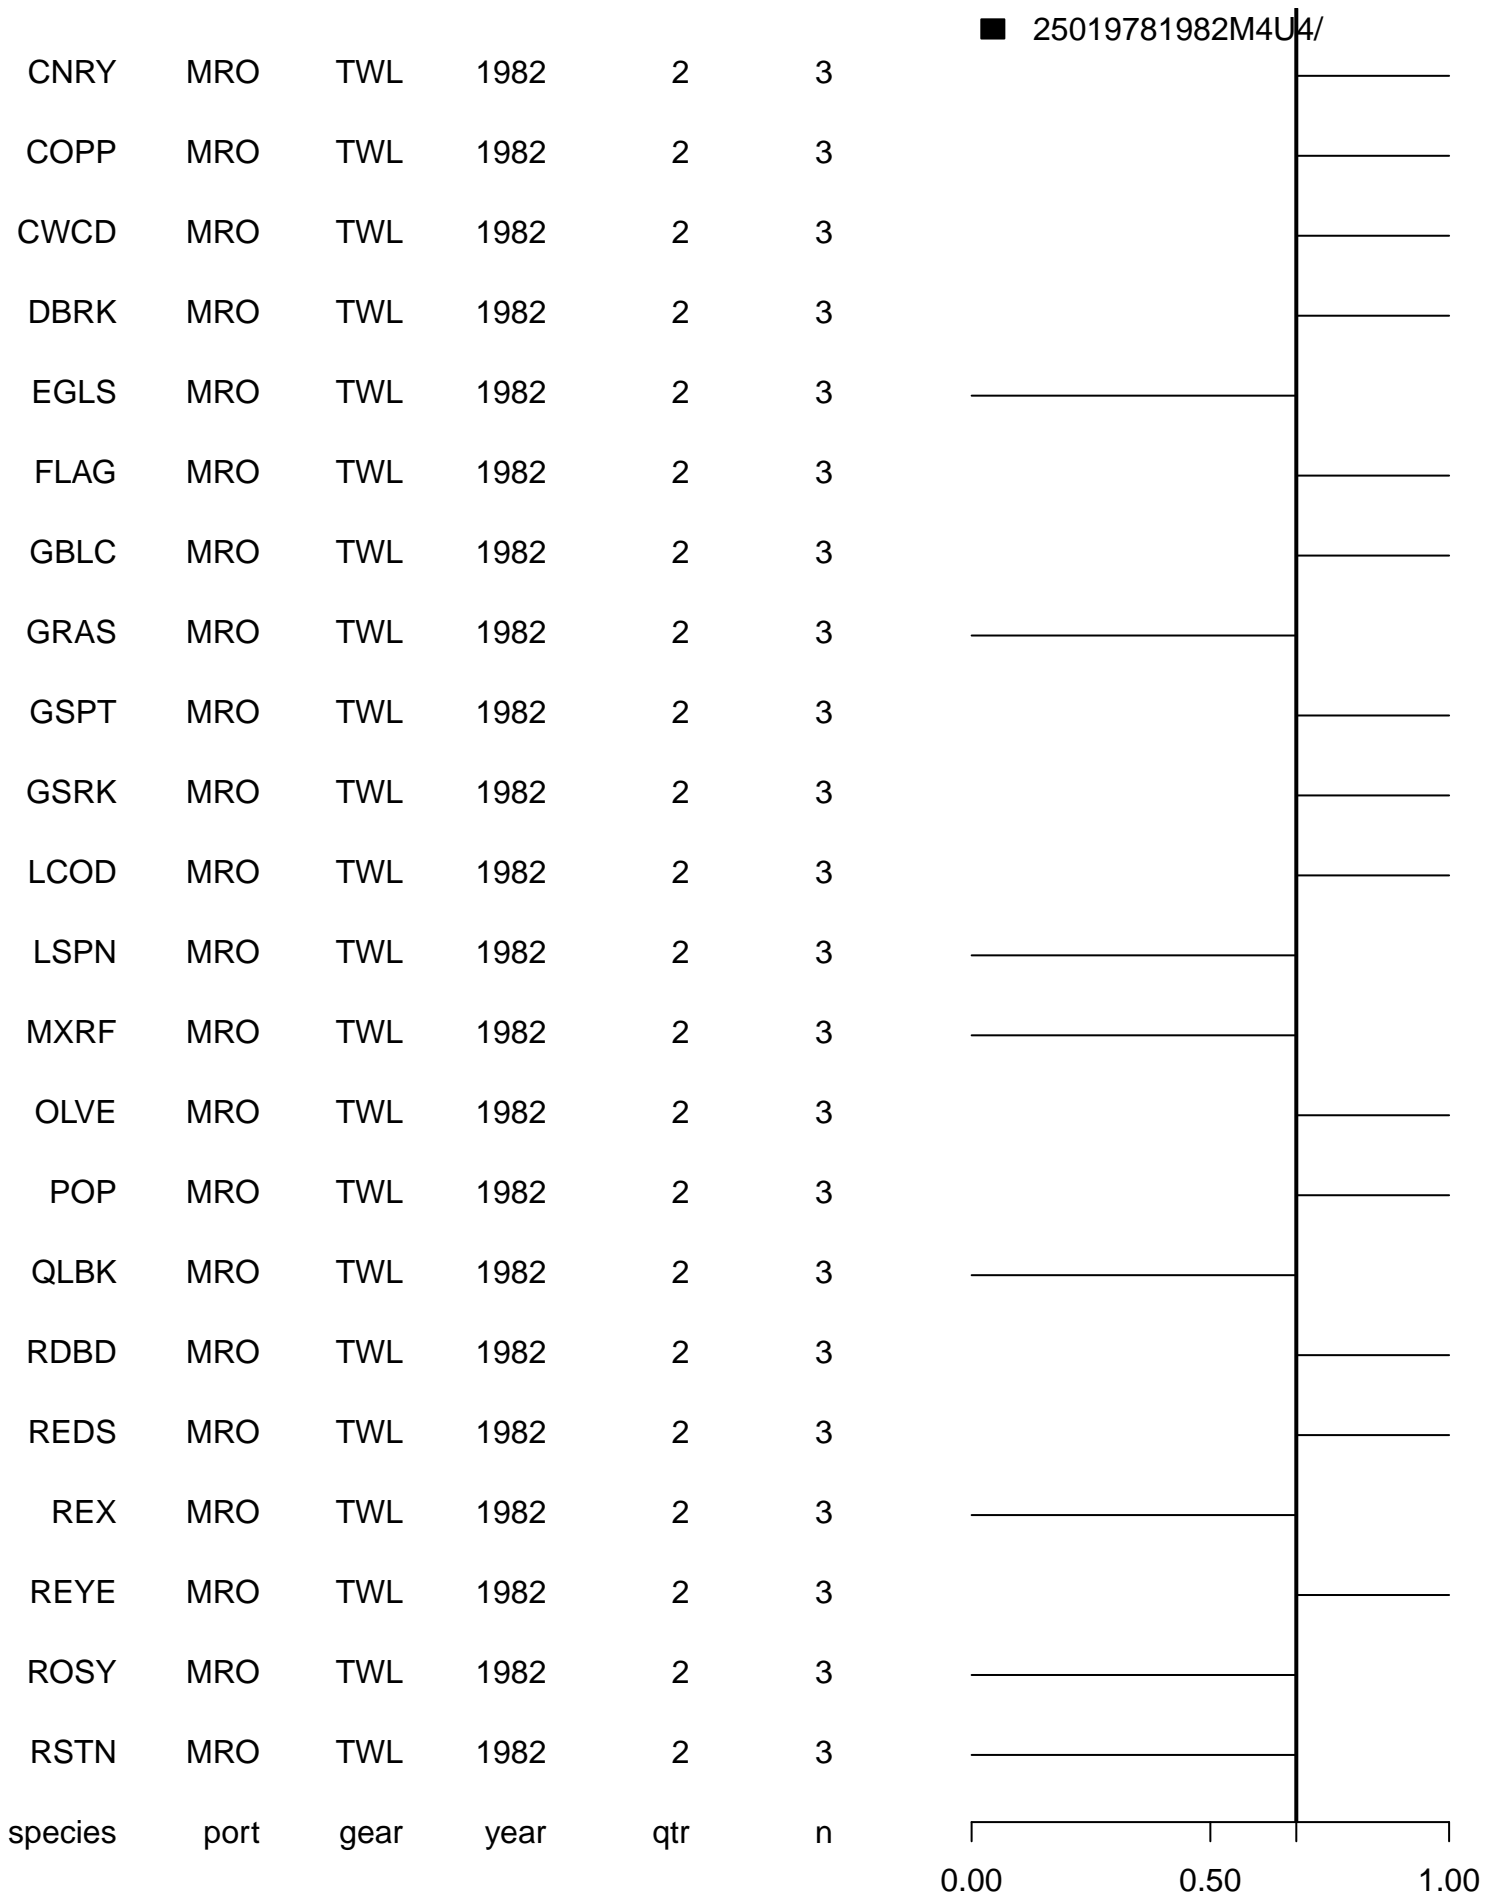 25019781982M4U4/
CNRY MRO TWL 1982 2 3
COPP MRO TWL 1982 2 3
CWCD MRO TWL 1982 2 3
DBRK MRO TWL 1982 2 3
EGLS MRO TWL 1982 2 3
FLAG MRO TWL 1982 2 3
GBLC MRO TWL 1982 2 3
GRAS MRO TWL 1982 2 3
GSPT MRO TWL 1982 2 3
GSRK MRO TWL 1982 2 3
LCOD MRO TWL 1982 2 3
LSPN MRO TWL 1982 2 3
MXRF MRO TWL 1982 2 3
OLVE MRO TWL 1982 2 3
POP MRO TWL 1982 2 3
QLBK MRO TWL 1982 2 3
RDBD MRO TWL 1982 2 3
REDS MRO TWL 1982 2 3
REX MRO TWL 1982 2 3
REYE MRO TWL 1982 2 3
ROSY MRO TWL 1982 2 3
RSTN MRO TWL 1982 2 3
species port gear year qtr n
0.00 0.50 1.00